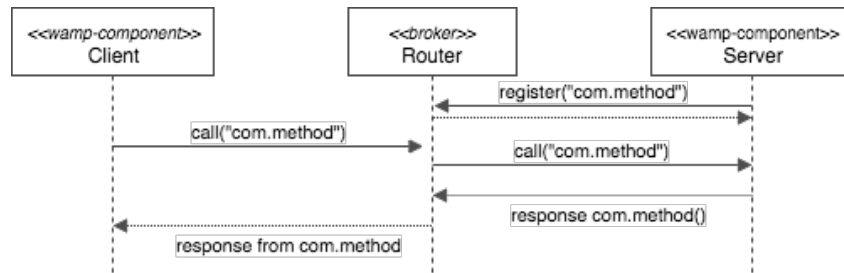 <<wamp-component>>
Client
<<broker>>
Router
<<wamp-component>>
Server
register("com.method")
call("com.method")
call("com.method")
response com.method()
response from com.method